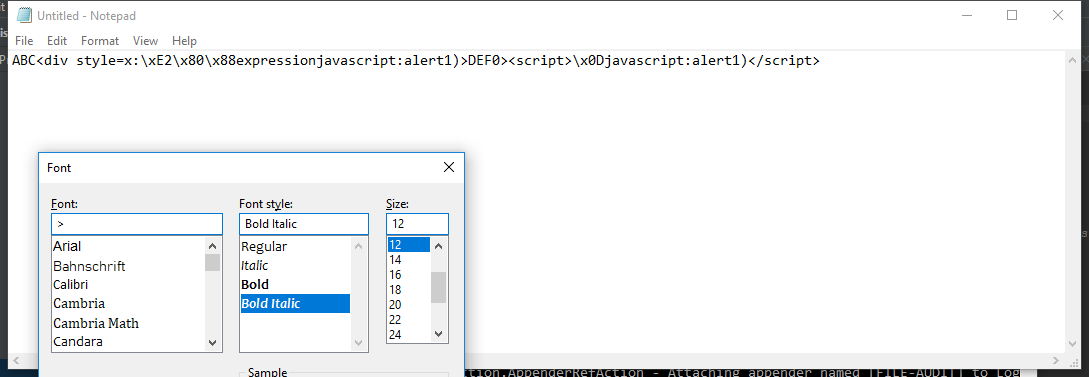 Untitled - Notepad
File Edit Format View Help
ABC<div style=x:\xE2\x80\x88expressionjavascript:alert1)>DEF0><script>\x0Djavascript:alert1)</script>
Font
Font: Font style: Size:
> Bold Italic 12
Arial Regular 12
Bahnschrift Italic 14
Calibri Bold 16
Cambria Bold Italic 18
Cambria Math 20
Candara 22
24
Sample
tion.AppenderRefAction - Attaching appender named [FILE-AUDIT] to Log